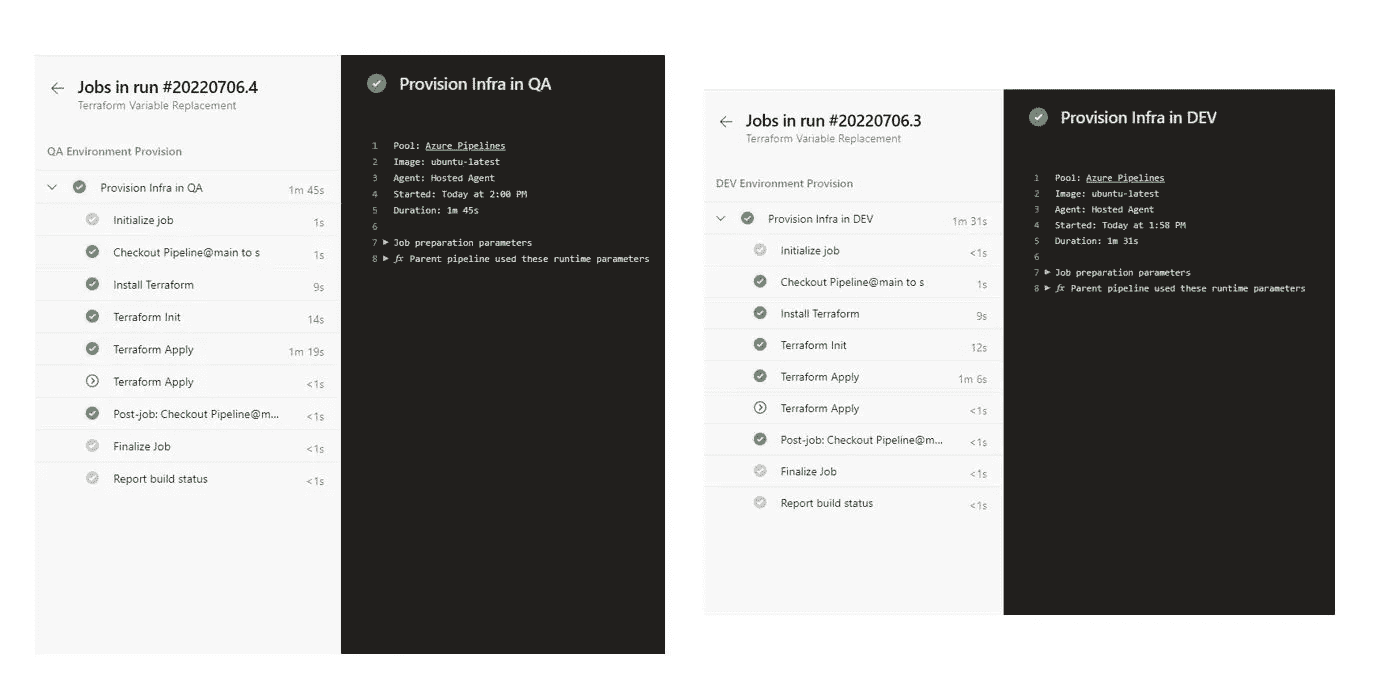 Jobs in run #20220706.4
Terraform Variable Replacement
QA Environment Provision
Provision Infra in QA 1m 45s
Initialize job 1s
Checkout Pipeline@main to s 1s
Install Terraform 9s
Terraform Init 14s
Terraform Apply 1m 19s
Terraform Apply <1s
Post-job: Checkout Pipeline@m... <1s
Finalize Job <1s
Report build status <1s
Provision Infra in QA
1 Pool: Azure Pipelines
2 Image: ubuntu-latest
3 Agent: Hosted Agent
4 Started: Today at 2:00 PM
5 Duration: 1m 45s
6
7 Job preparation parameters
8 fx Parent pipeline used these runtime parameters
Jobs in run #20220706.3
Terraform Variable Replacement
DEV Environment Provision
Provision Infra in DEV 1m 31s
Initialize job <1s
Checkout Pipeline@main to s 1s
Install Terraform 9s
Terraform Init 12s
Terraform Apply 1m 6s
Terraform Apply <1s
Post-job: Checkout Pipeline@m... <1s
Finalize Job <1s
Report build status <1s
Provision Infra in DEV
1 Pool: Azure Pipelines
2 Image: ubuntu-latest
3 Agent: Hosted Agent
4 Started: Today at 1:58 PM
5 Duration: 1m 31s
6
7 Job preparation parameters
8 fx Parent pipeline used these runtime parameters